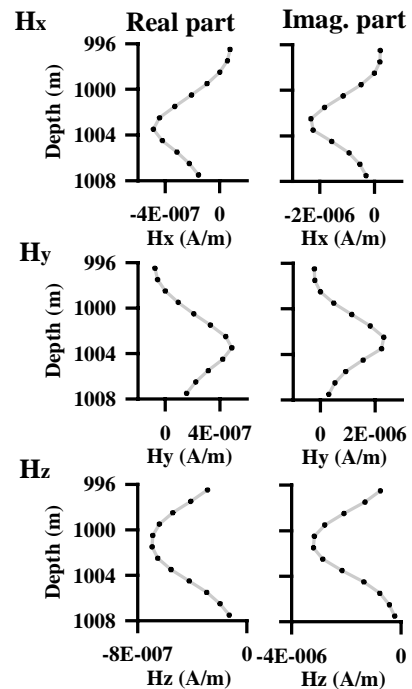 Real part Imag. part
Hx
996
1000
1004
1008
Depth (m)
-4E-007 0
Hx (A/m)
-2E-006 0
Hx (A/m)
Hy
996
1000
1004
1008
Depth (m)
0 4E-007
Hy (A/m)
0 2E-006
Hy (A/m)
Hz
996
1000
1004
1008
Depth (m)
-8E-007 0
Hz (A/m)
-4E-006 0
Hz (A/m)